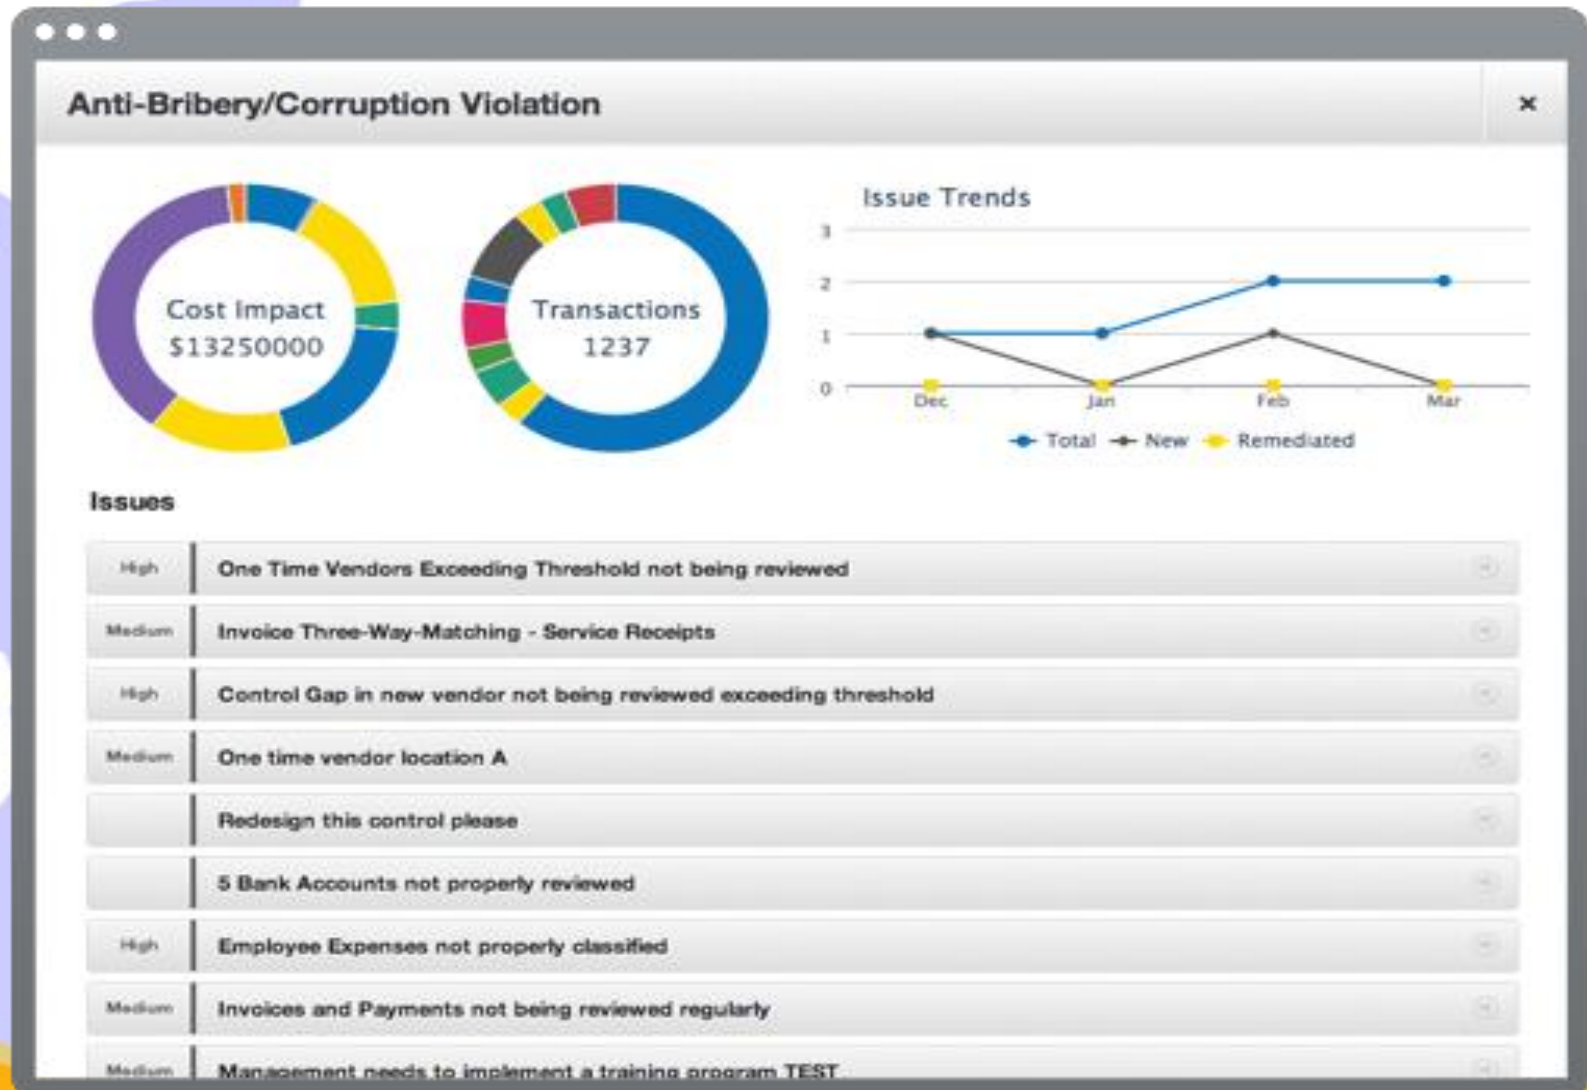 Anti-Bribery/Corruption Violation
×
Cost Impact
$13250000
Transactions
1237
Issue Trends
3
2
1
0
Dec Jan Feb Mar
Total New Remediated
Issues
High One Time Vendors Exceeding Threshold not being reviewed
Medium Invoice Three-Way-Matching - Service Receipts
High Control Gap in new vendor not being reviewed exceeding threshold
Medium One time vendor location A
Redesign this control please
5 Bank Accounts not properly reviewed
High Employee Expenses not properly classified
Medium Invoices and Payments not being reviewed regularly
Medium Management needs to implement a training program TEST